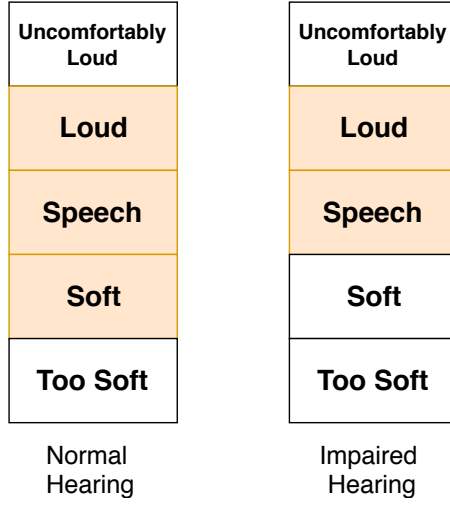 Uncomfortably
Loud
Loud
Speech
Soft
Too Soft
Normal
Hearing
Uncomfortably
Loud
Loud
Speech
Soft
Too Soft
Impaired
Hearing